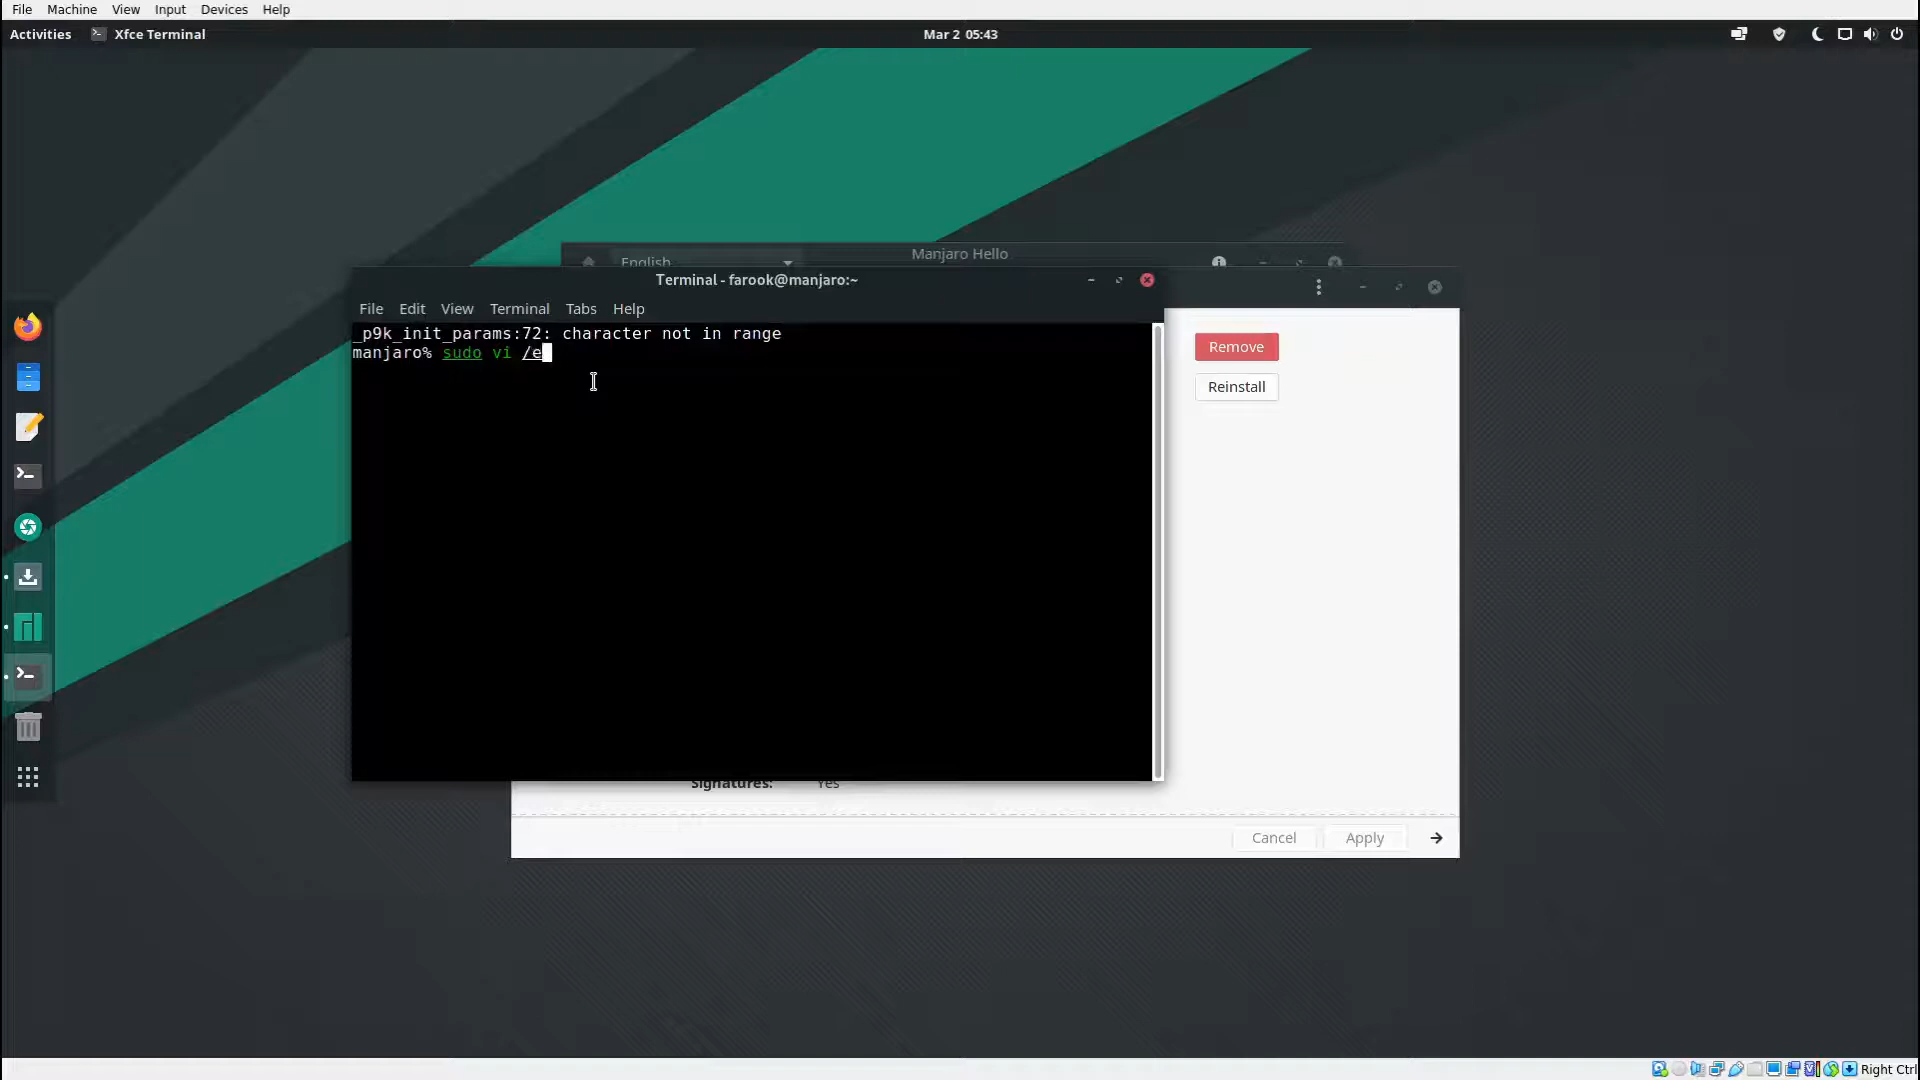 File Machine View Input Devices Help
Activities Xfce Terminal Mar 2 05:43
English Manjaro Hello
Terminal - farook@manjaro:~
File Edit View Terminal Tabs Help
_p9k_init_params:72: character not in range
manjaro% sudo vi /e
Remove
Reinstall
Signatures: Yes
Cancel Apply
Right Ctrl